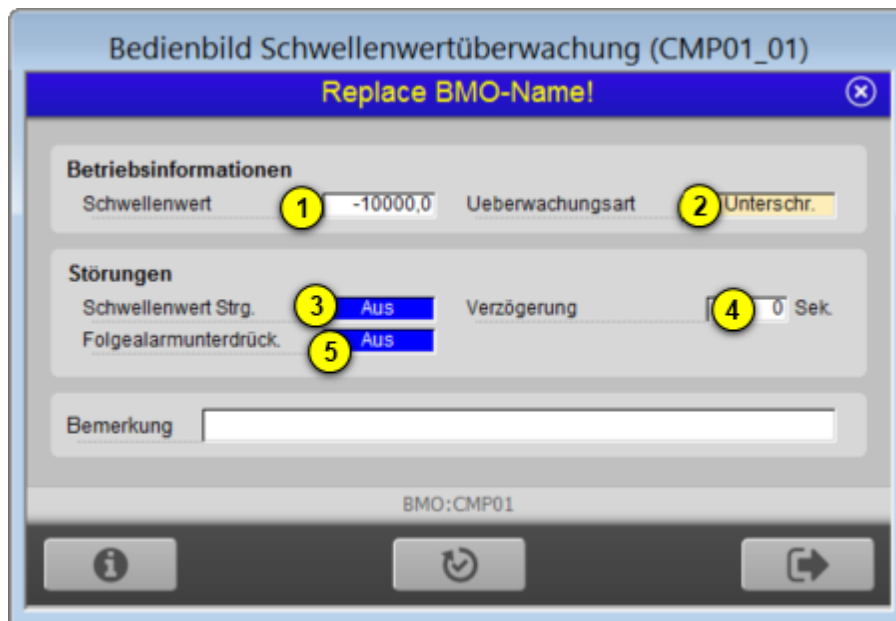 Bedienbild Schwellenwertüberwachung (CMP01_01)
Replace BMO-Name!
Betriebsinformationen
Schwellenwert 1 -10000,0 Ueberwachungsart 2 Unterschr.
Störungen
Schwellenwert Strg. 3 Aus Verzögerung 4 0 Sek.
Folgealarmunterdrück. 5 Aus
Bemerkung
BMO:CMP01